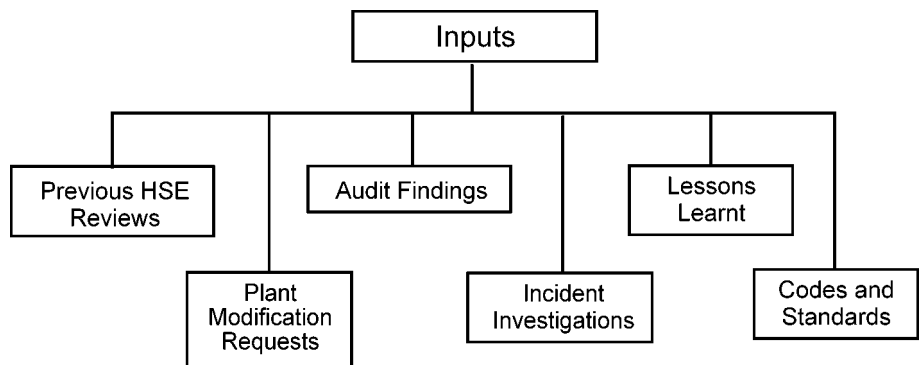 Inputs
Previous HSE
Reviews
Audit Findings
Lessons
Learnt
Plant
Modification
Requests
Incident
Investigations
Codes and
Standards